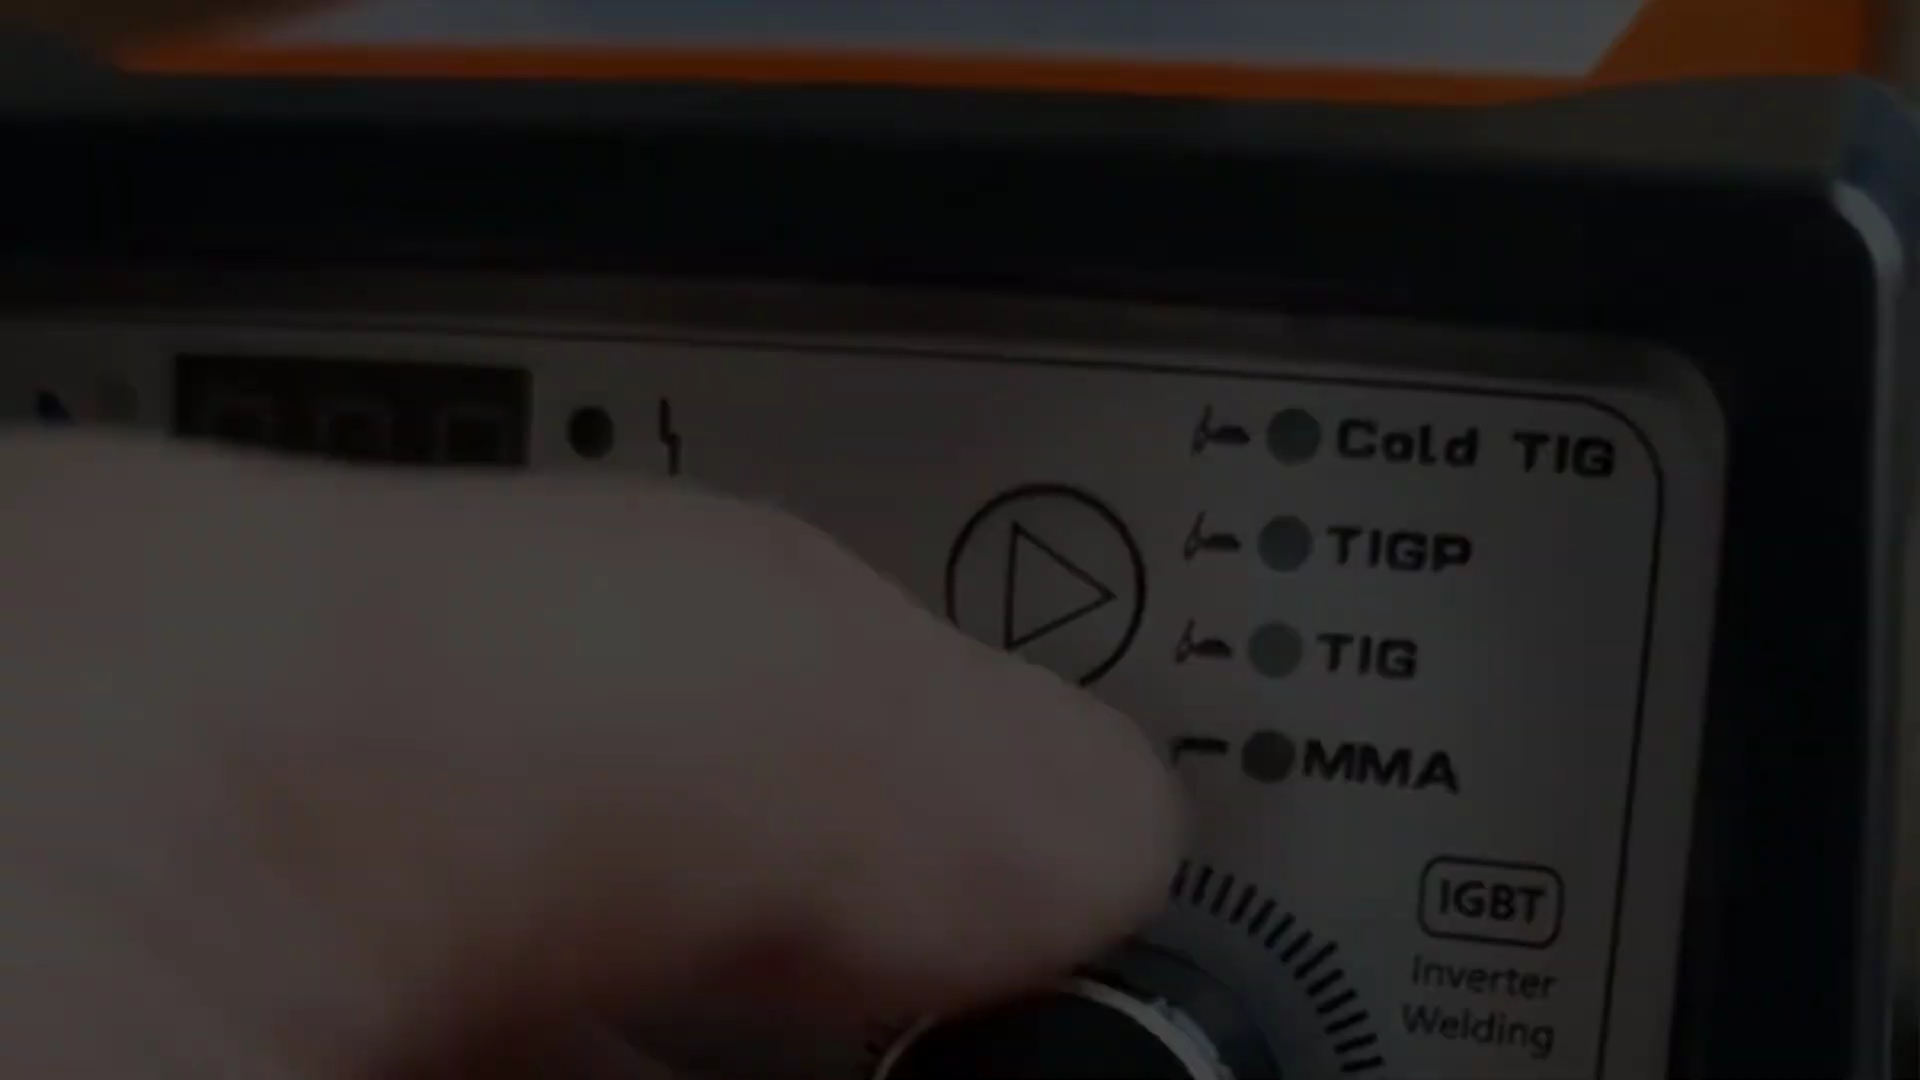 Cold TIG
TIGP
TIG
MMA
IGBT
Inverter
Welding